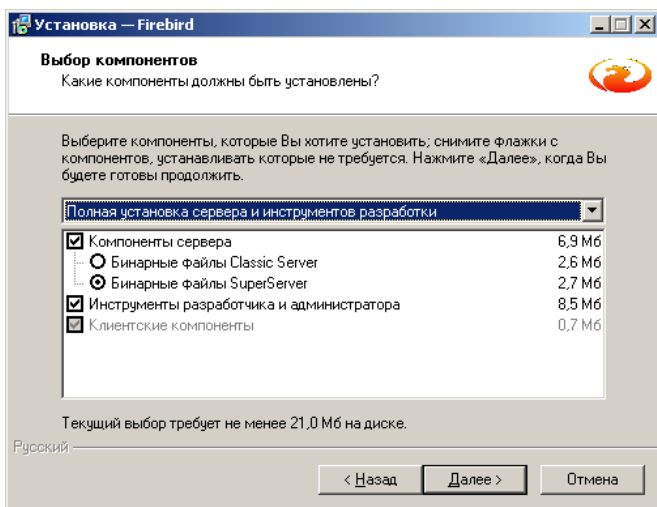 Установка — Firebird
Выбор компонентов
Какие компоненты должны быть установлены?
Выберите компоненты, которые Вы хотите установить; снимите флажки с
компонентов, устанавливать которые не требуется. Нажмите «Далее», когда Вы
будете готовы продолжить.
Полная установка сервера и инструментов разработки
Компоненты сервера 6,9 Мб
Бинарные файлы Classic Server 2,6 Мб
Бинарные файлы SuperServer 2,7 Мб
Инструменты разработчика и администратора 8,5 Мб
Клиентские компоненты 0,7 Мб
Текущий выбор требует не менее 21,0 Мб на диске.
Русский
< Назад Далее > Отмена